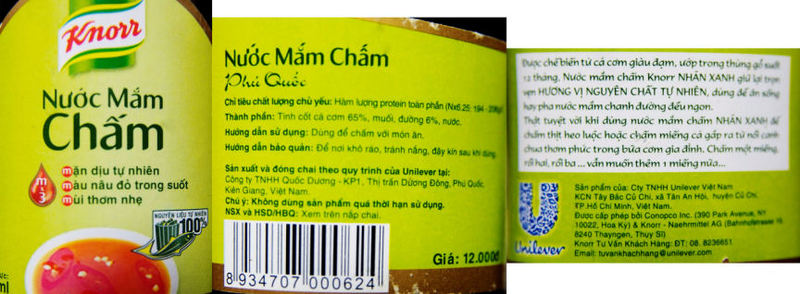 Knorr
Nước Mắm
Chấm
m-3
mặn dịu tự nhiên
màu nâu đỏ trong suốt
mùi thơm nhẹ
NGUYÊN LIỆU TỰ NHIÊN
100%
ml
Nước Mắm Chấm
Phú Quốc
Chỉ tiêu chất lượng chủ yếu: Hàm lượng protein toàn phần (Nx6.25: 194 -
Thành phần: Tinh cốt cá cơm 65%, muối, đường 6%, nước.
Hướng dẫn sử dụng: Dùng để chấm với món ăn.
Hướng dẫn bảo quản: Để nơi khô ráo, tránh nắng, đậy kín sau khi dùng.
Sản xuất và đóng chai theo quy trình của Unilever tại:
Công ty TNHH Quốc Dương - KP1, Thị trấn Dương Đông, Phú Quốc,
Kiên Giang, Việt Nam.
Chú ý: Không dùng sản phẩm quá thời hạn sử dụng.
NSX và HSD/HBQ: Xem trên nắp chai.
8 934707 000624
Giá: 12.000đ
Được chế biến từ cá cơm giàu đạm, ướp trong thùng gỗ suốt
12 tháng, Nước mắm chấm Knorr NHÃN XANH giữ lại trọn
vẹn HƯƠNG VỊ NGUYÊN CHẤT TỰ NHIÊN, dùng để ăn sống
hay pha nước mắm chanh đường đều ngon.
Thật tuyệt vời khi dùng nước mắm chấm NHÃN XANH để
chấm thịt heo luộc hoặc chấm miếng cá gắp ra từ nồi canh
chua thơm phức trong bữa cơm gia đình. Chấm một miếng,
rồi hai, rồi ba ... vẫn muốn thêm 1 miếng nữa...
Unilever
Sản phẩm của: Cty TNHH Unilever Việt Nam
KCN Tây Bắc Củ Chi, xã Tân An Hội, huyện Củ Chi,
TP.Hồ Chí Minh, Việt Nam
Được cấp phép bởi Conopco Inc. (390 Park Avenue, NY
10022, Hoa Kỳ) & Knorr - Naehrmittel AG (Bahnhofstrasse 19,
8240 Thayngen, Thụy Sĩ)
Knorr Tư Vấn Khách Hàng: ĐT: 08. 8236651
Email: tuvankhachhang@unilever.com